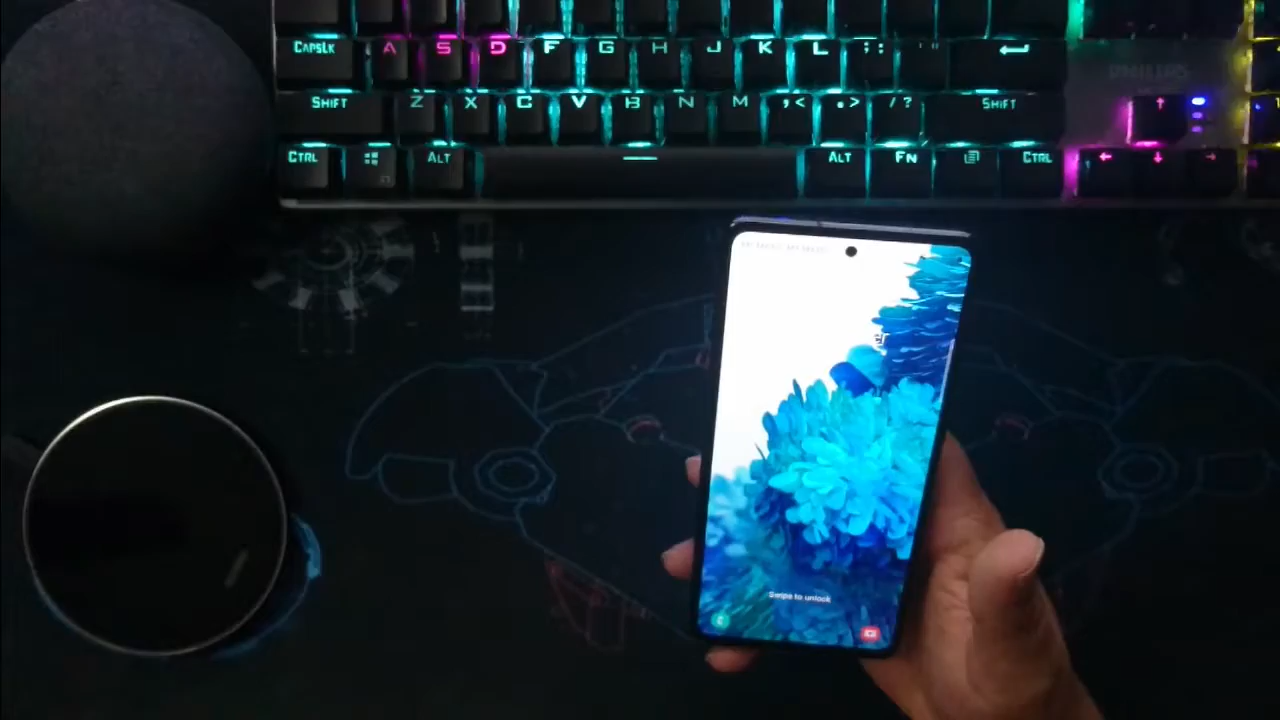 CAPSLK A S D F G H J K L ; : ' "
SHIFT Z X C V B N M , < . > / ? SHIFT
CTRL ALT ALT FN CTRL
Swipe to unlock